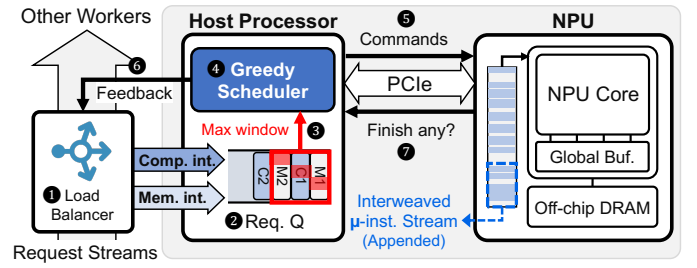 Other Workers
Host Processor
NPU
❻
Feedback
❹ Greedy
Scheduler
❺
Commands
PCIe
Finish any?
❼
NPU Core
Global Buf.
Off-chip DRAM
Max window
❸
Comp. int.
Mem. int.
C2
M2
C1
M1
❶ Load
Balancer
❷ Req. Q
Interweaved
μ-inst. Stream
(Appended)
Request Streams